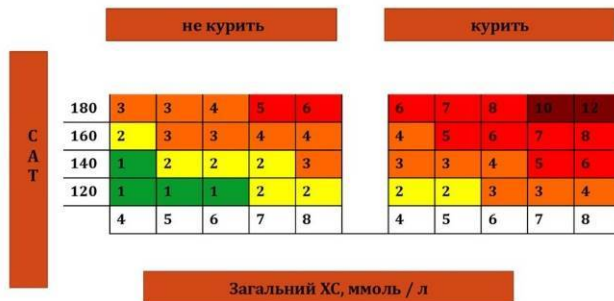 не курить курить
С
А
Т
180 3 3 4 5 6 6 7 8 10 12
160 2 3 3 4 4 4 5 6 7 8
140 1 2 2 2 3 3 3 4 5 6
120 1 1 1 2 2 2 2 3 3 4
4 5 6 7 8 4 5 6 7 8
Загальний ХС, ммоль / л